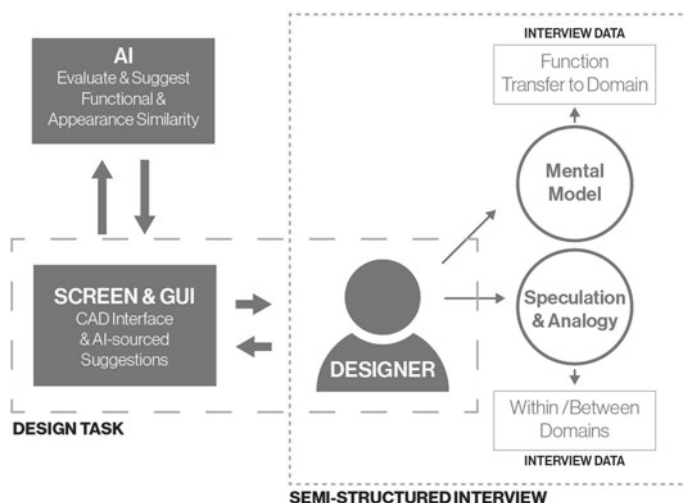 AI
Evaluate & Suggest
Functional &
Appearance Similarity
SCREEN & GUI
CAD Interface
& AI-sourced
Suggestions
DESIGN TASK
DESIGNER
INTERVIEW DATA
Function
Transfer to Domain
Mental
Model
Speculation
& Analogy
Within / Between
Domains
INTERVIEW DATA
SEMI-STRUCTURED INTERVIEW